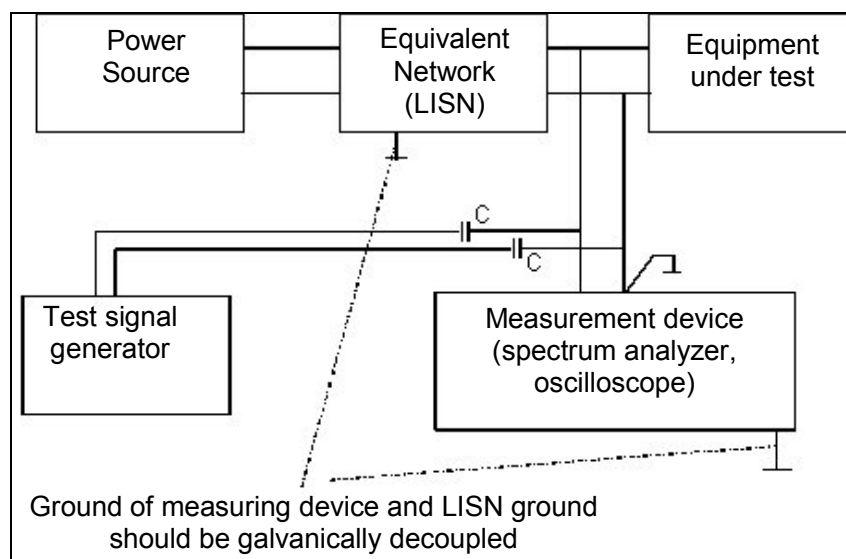 Power
Source
Equivalent
Network
(LISN)
Equipment
under test
C
C
Test signal
generator
Measurement device
(spectrum analyzer,
oscilloscope)
Ground of measuring device and LISN ground
should be galvanically decoupled